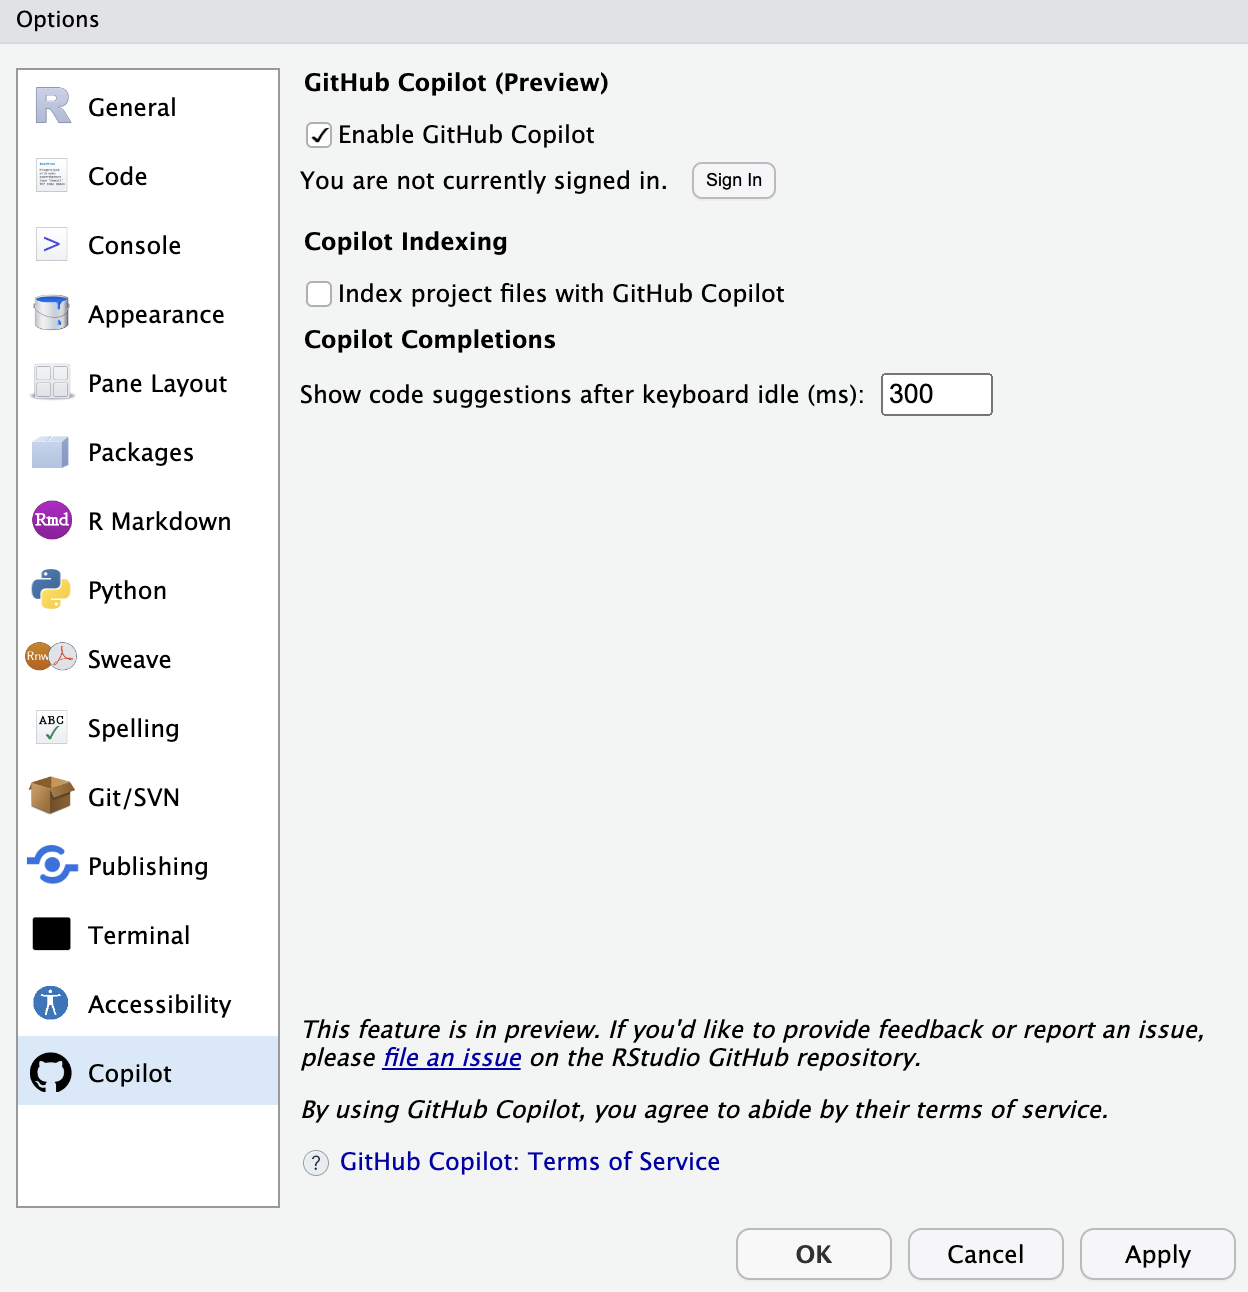 Options
General
Code
Console
Appearance
Pane Layout
Packages
Rmd
R Markdown
Python
Rnw
Sweave
ABC
Spelling
Git/SVN
Publishing
Terminal
Accessibility
Copilot
GitHub Copilot (Preview)
Enable GitHub Copilot
You are not currently signed in. Sign In
Copilot Indexing
Index project files with GitHub Copilot
Copilot Completions
Show code suggestions after keyboard idle (ms): 300
This feature is in preview. If you'd like to provide feedback or report an issue,
please file an issue on the RStudio GitHub repository.
By using GitHub Copilot, you agree to abide by their terms of service.
? GitHub Copilot: Terms of Service
OK Cancel Apply